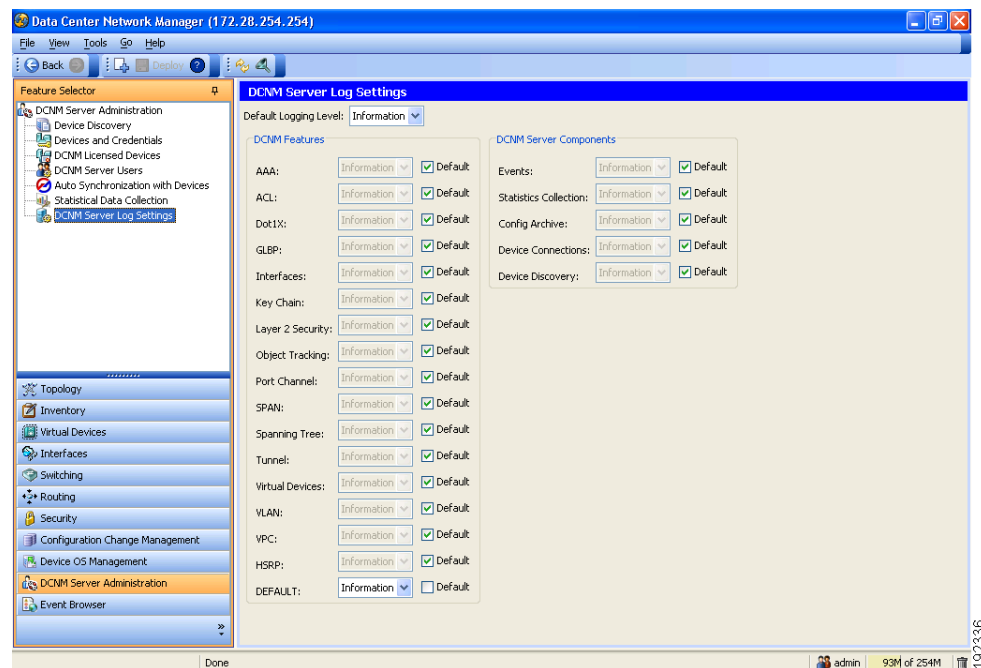 Data Center Network Manager (172.28.254.254)
File View Tools Go Help
Back Deploy ?
Feature Selector
DCNM Server Administration
Device Discovery
Devices and Credentials
DCNM Licensed Devices
DCNM Server Users
Auto Synchronization with Devices
Statistical Data Collection
DCNM Server Log Settings
Topology
Inventory
Virtual Devices
Interfaces
Switching
Routing
Security
Configuration Change Management
Device OS Management
DCNM Server Administration
Event Browser
DCNM Server Log Settings
Default Logging Level: Information
DCNM Features
AAA: Information Default
ACL: Information Default
Dot1X: Information Default
GLBP: Information Default
Interfaces: Information Default
Key Chain: Information Default
Layer 2 Security: Information Default
Object Tracking: Information Default
Port Channel: Information Default
SPAN: Information Default
Spanning Tree: Information Default
Tunnel: Information Default
Virtual Devices: Information Default
VLAN: Information Default
VPC: Information Default
HSRP: Information Default
DEFAULT: Information Default
DCNM Server Components
Events: Information Default
Statistics Collection: Information Default
Config Archive: Information Default
Device Connections: Information Default
Device Discovery: Information Default
Done
admin 93M of 254M
192336